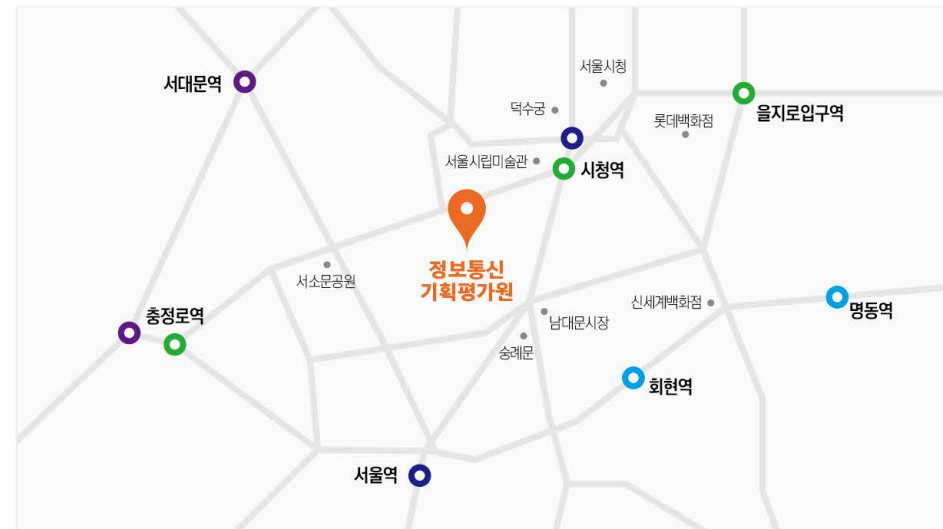 서울시청
서대문역
덕수궁
을지로입구역
롯데백화점
서울시립미술관
시청역
정보통신
기획평가원
서소문공원
신세계백화점
명동역
충정로역
남대문시장
숭례문
회현역
서울역